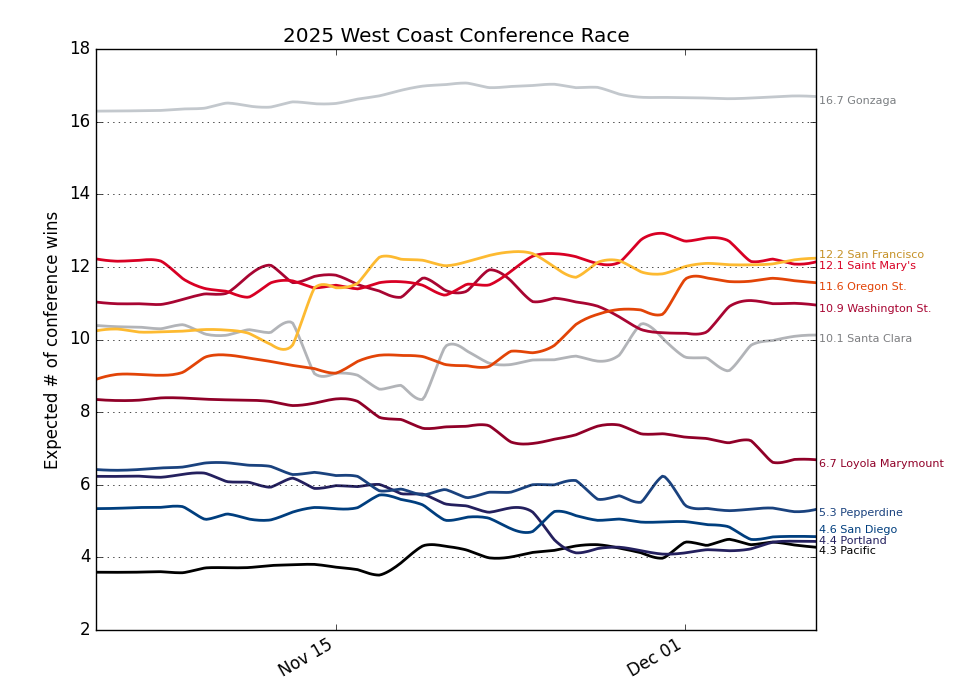 2025 West Coast Conference Race
Expected # of conference wins
18
16
14
12
10
8
6
4
2
Nov 15
Dec 01
16.7 Gonzaga
12.2 San Francisco
12.1 Saint Mary's
11.6 Oregon St.
10.9 Washington St.
10.1 Santa Clara
6.7 Loyola Marymount
5.3 Pepperdine
4.6 San Diego
4.4 Portland
4.3 Pacific